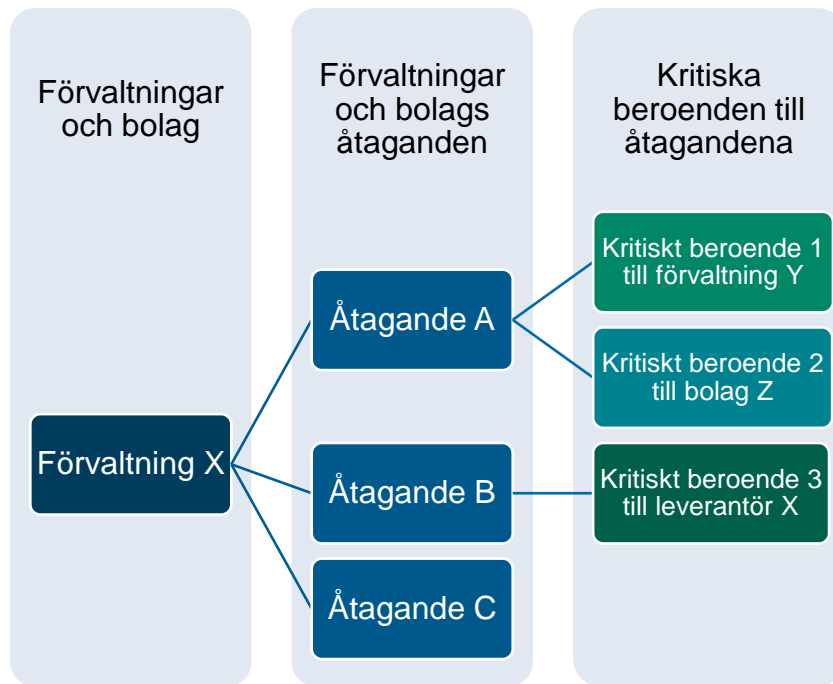 Förvaltningar
och bolag
Förvaltningar
och bolags
åtaganden
Kritiska
beroenden till
åtagandena
Förvaltning X
Åtagande A
Åtagande B
Åtagande C
Kritiskt beroende 1
till förvaltning Y
Kritiskt beroende 2
till bolag Z
Kritiskt beroende 3
till leverantör X